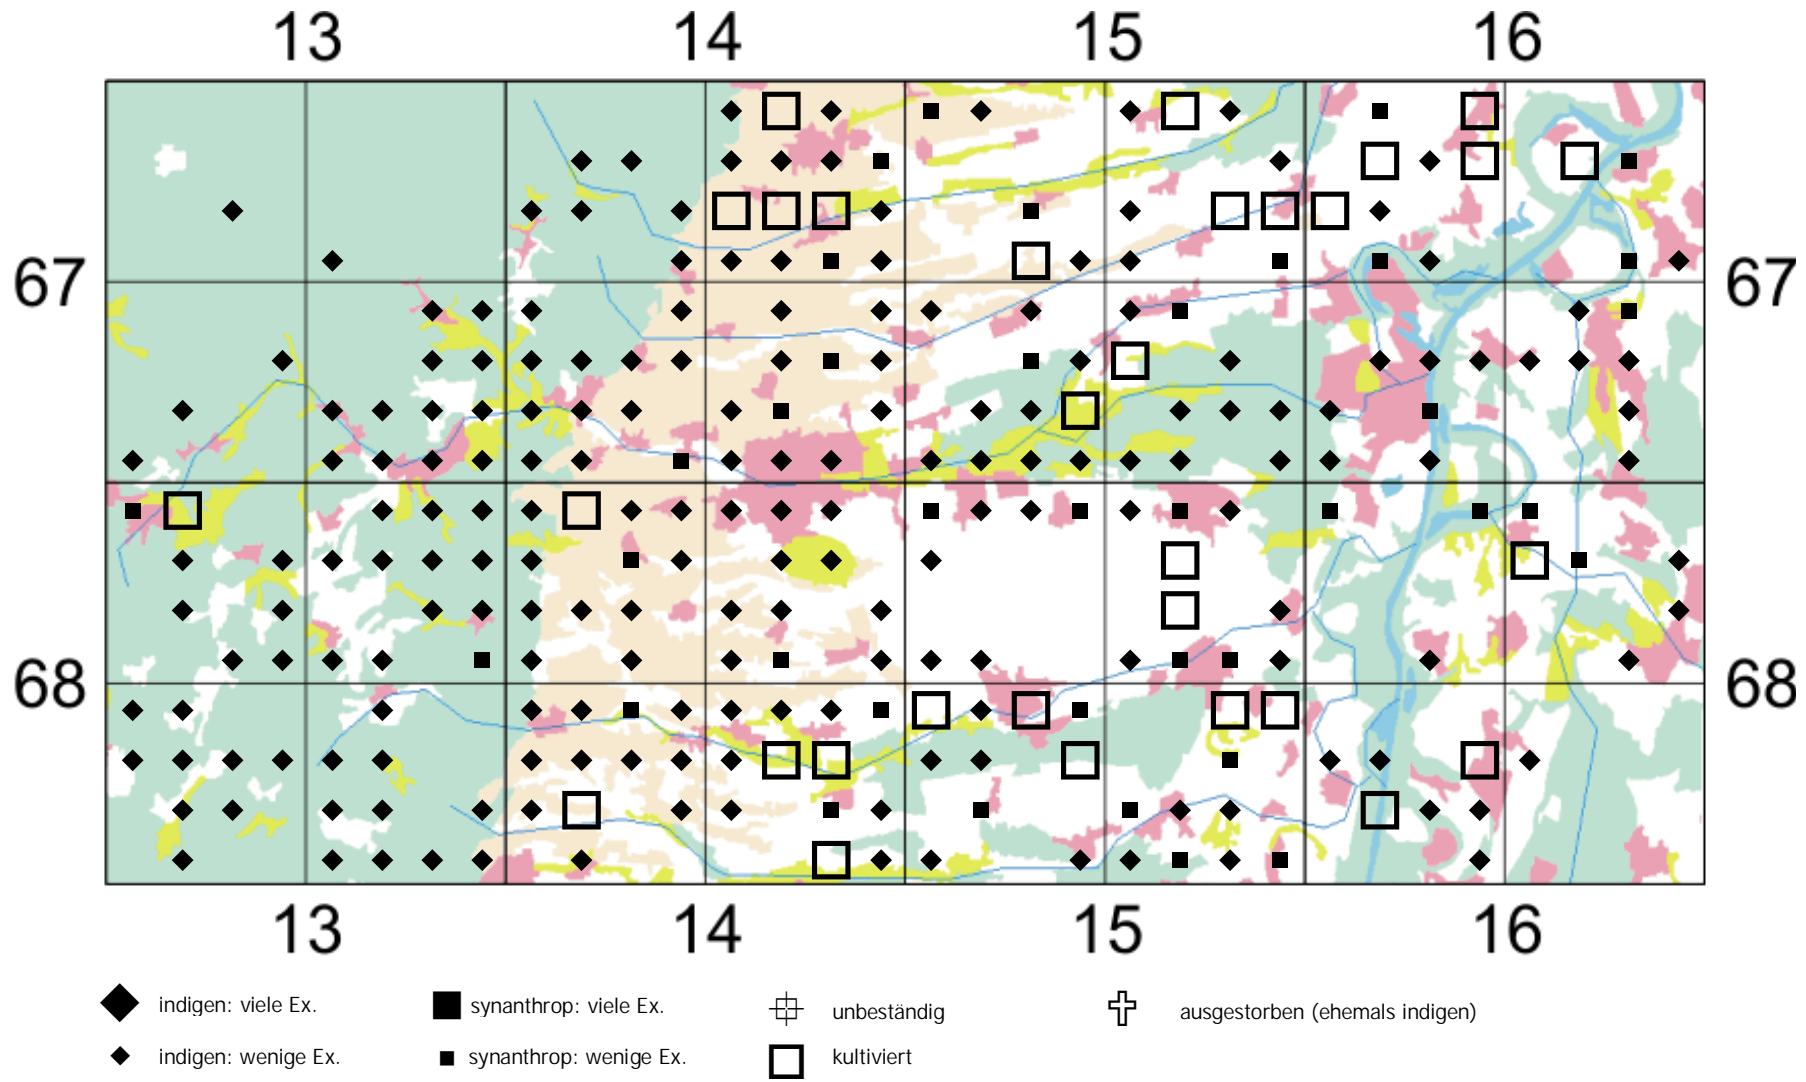 13 14 15 16
67 67
68 68
13 14 15 16
indigen: viele Ex. synanthrop: viele Ex. unbeständig ausgestorben (ehemals indigen)
indigen: wenige Ex. synanthrop: wenige Ex. kultiviert